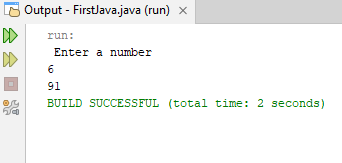 Output - FirstJava.java (run)
run:
Enter a number
6
91
BUILD SUCCESSFUL (total time: 2 seconds)